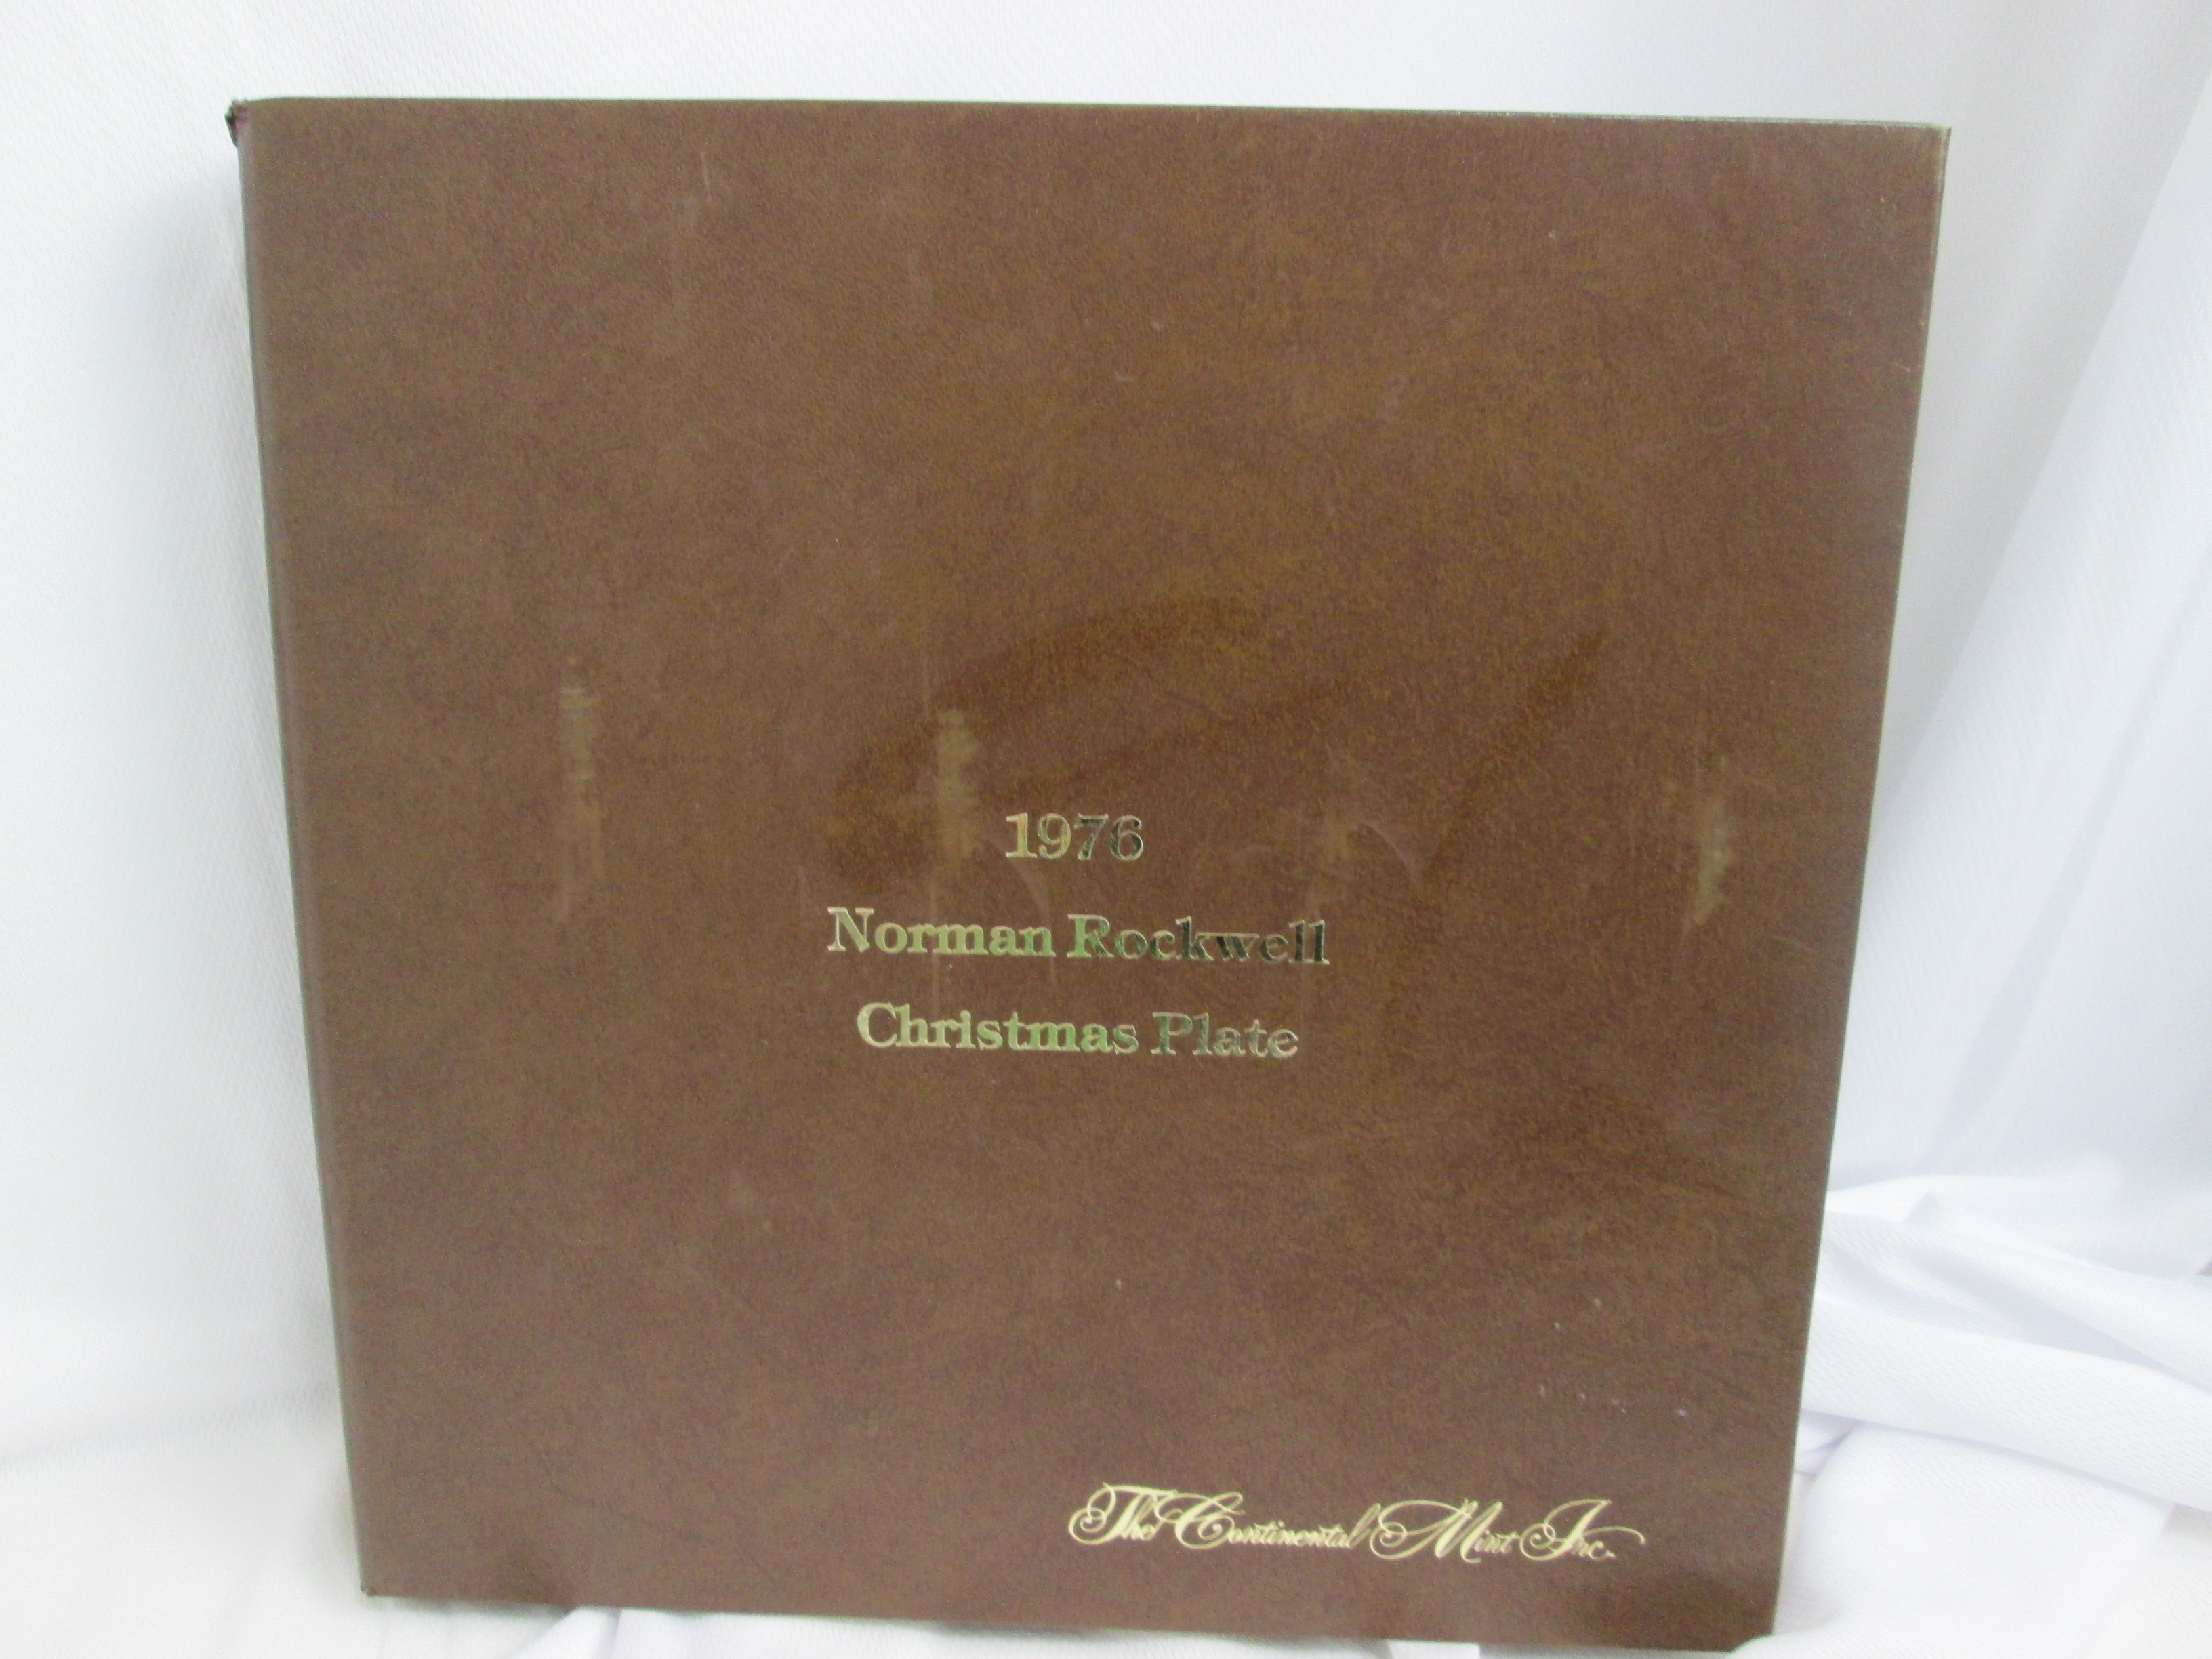 1976
Norman Rockwell
Christmas Plate
The Continental Mint Inc.